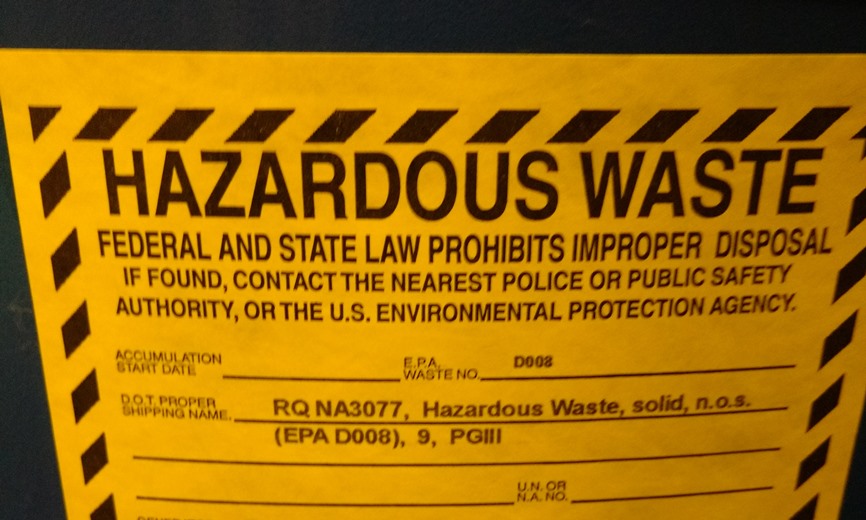 HAZARDOUS WASTE
FEDERAL AND STATE LAW PROHIBITS IMPROPER DISPOSAL
IF FOUND, CONTACT THE NEAREST POLICE OR PUBLIC SAFETY
AUTHORITY, OR THE U.S. ENVIRONMENTAL PROTECTION AGENCY.
ACCUMULATION START DATE
E.P.A. WASTE NO. D008
D.O.T. PROPER SHIPPING NAME, RQ NA3077, Hazardous Waste, solid, n.o.s.
(EPA D008), 9, PGIII
U.N. OR N.A. NO.